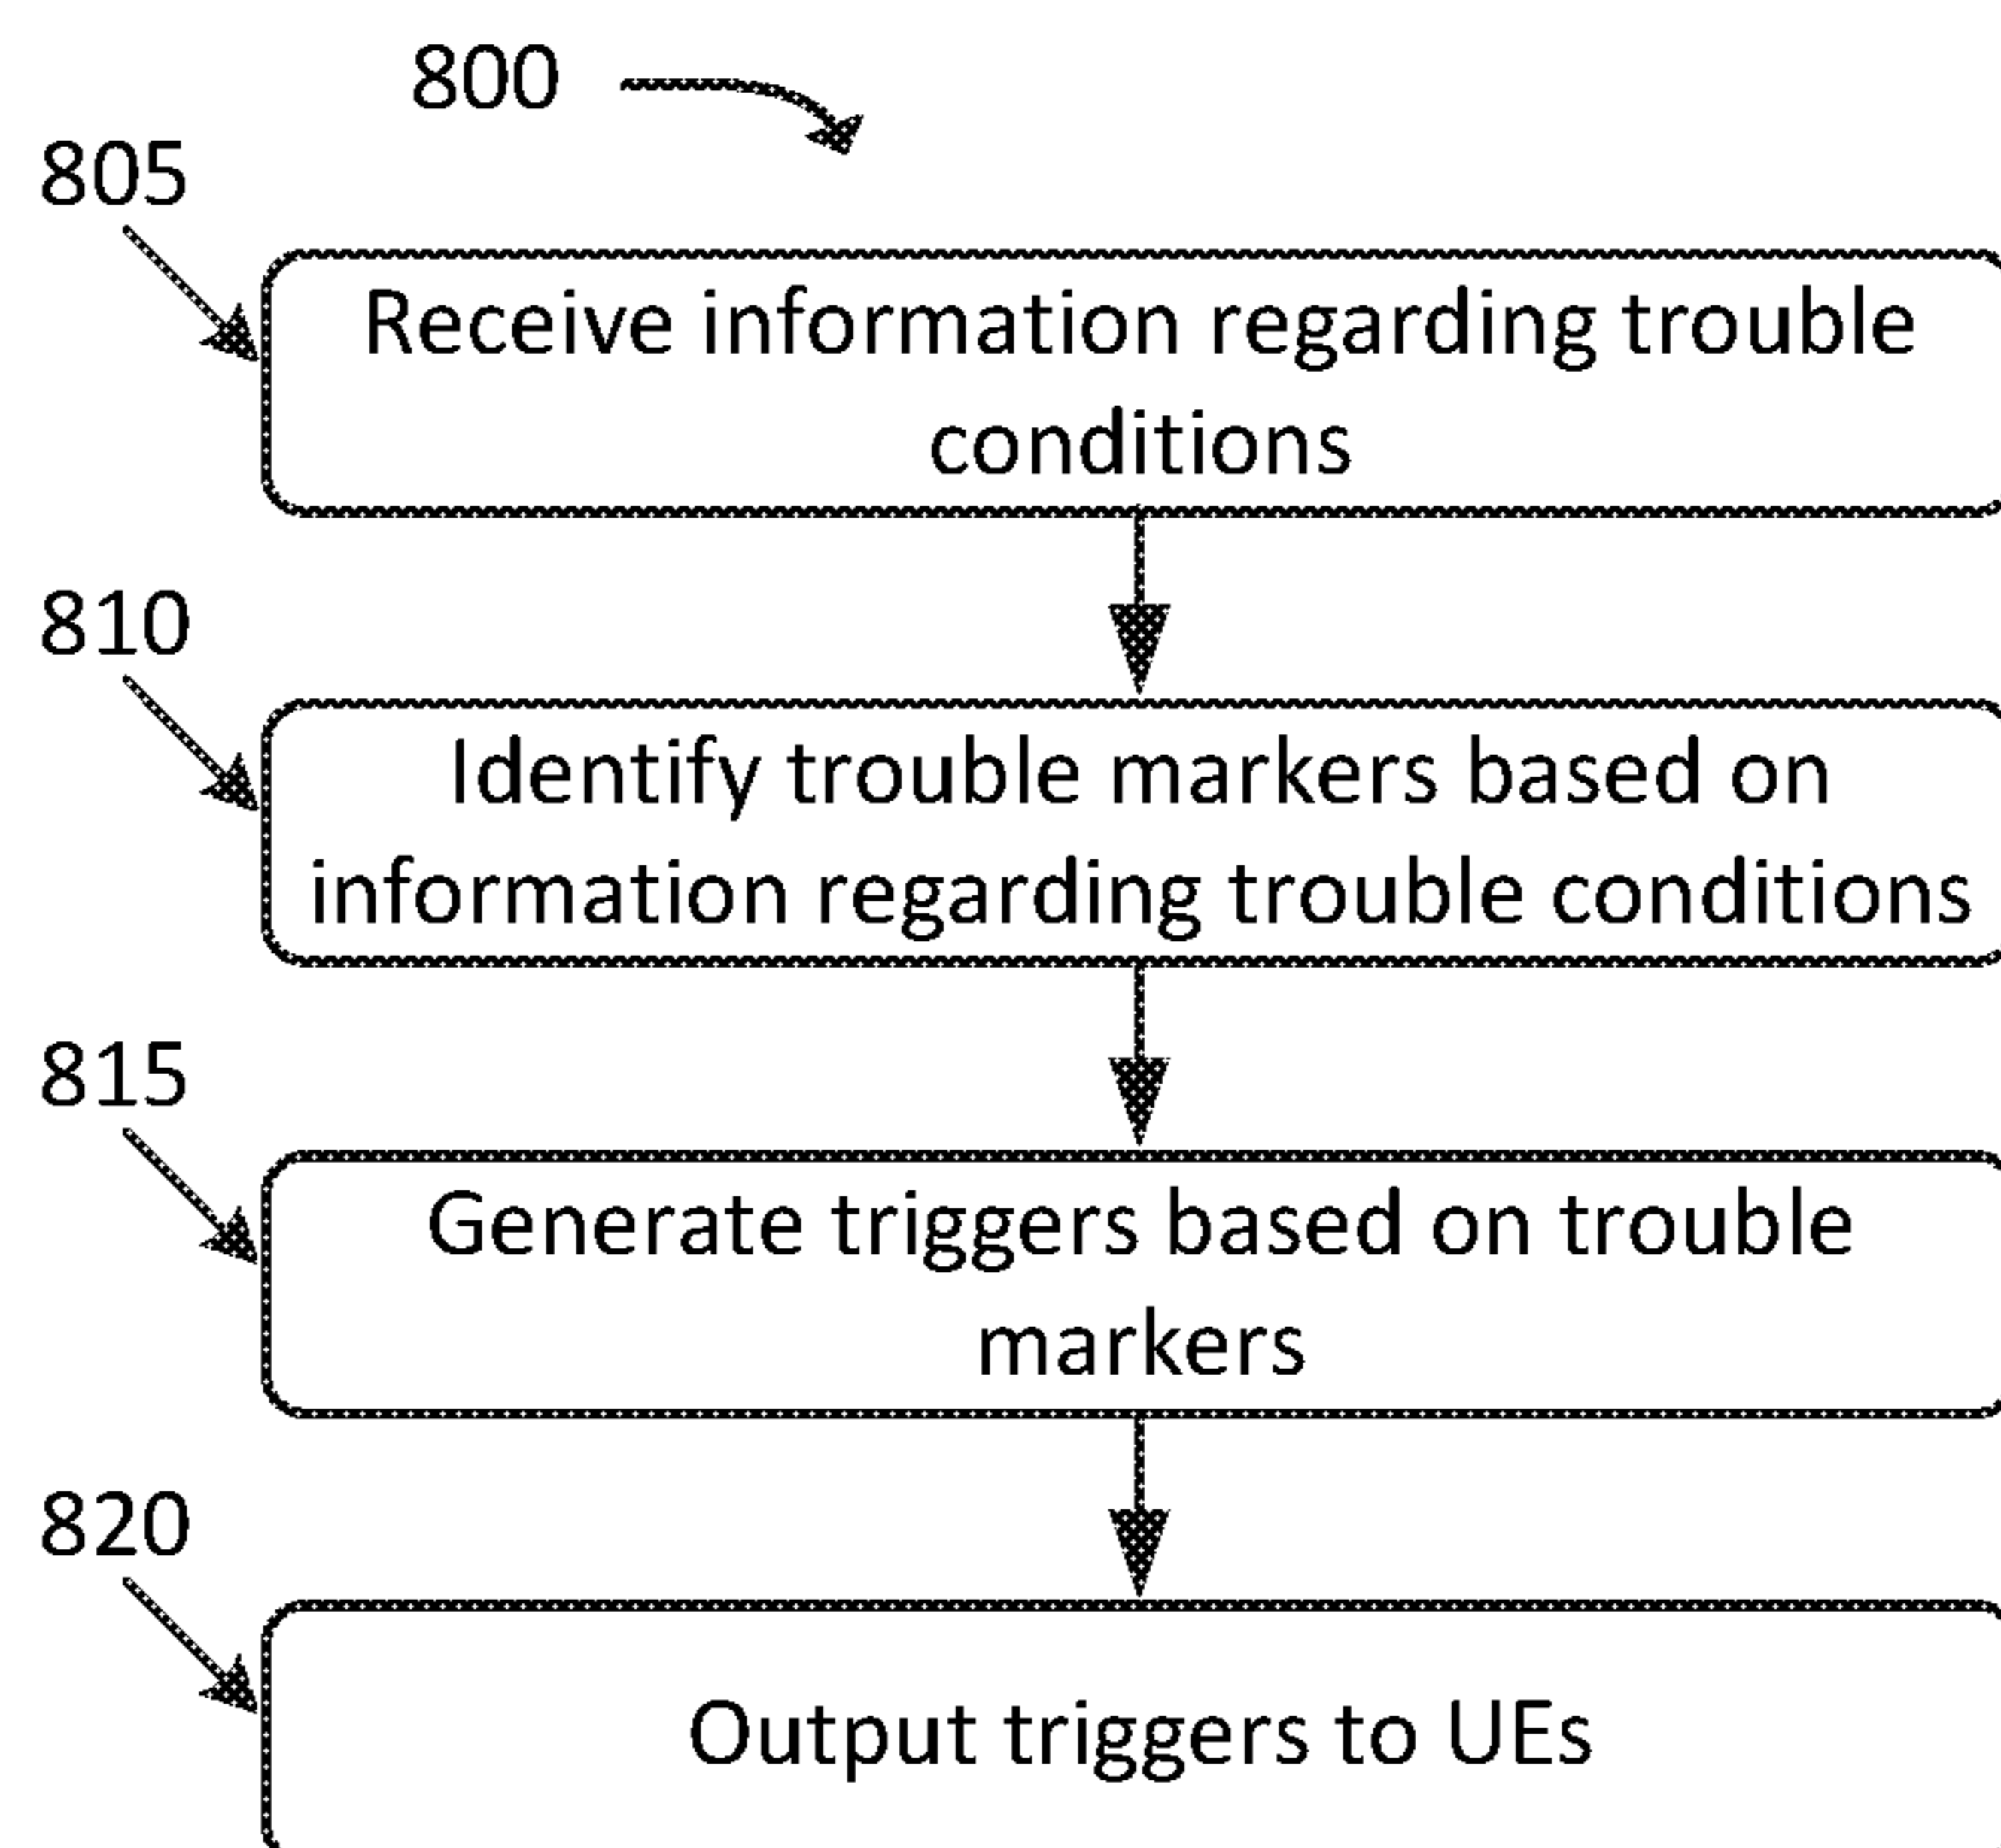 800
805
Receive information regarding trouble
conditions
810
Identify trouble markers based on
information regarding trouble conditions
815
Generate triggers based on trouble
markers
820
Output triggers to UEs